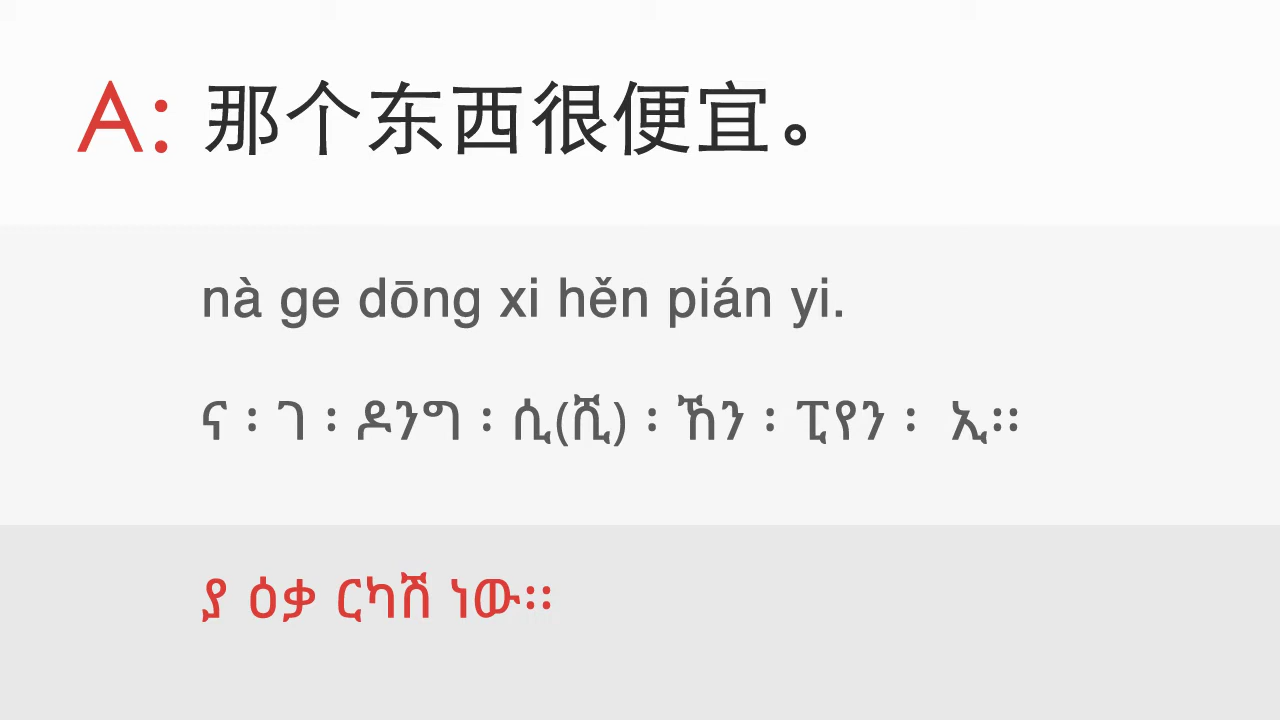 A: 那个东西很便宜。
nà ge dōng xi hěn pián yi.
ና ፡ ገ ፡ ዶንግ ፡ ሲ(ሺ) ፡ ኸን ፡ ፒየን ፡ ኢ።
ያ ዕቃ ርካሽ ነው።